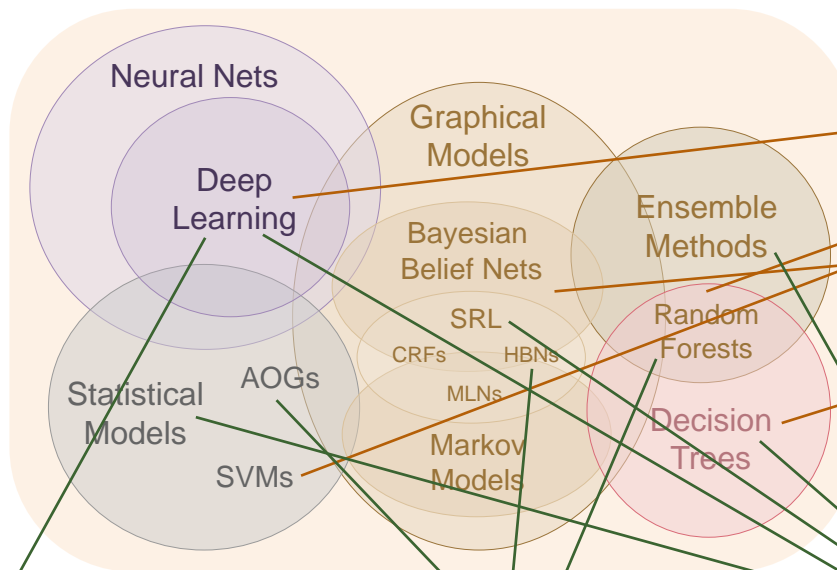 Neural Nets
Deep
Learning
Graphical
Models
Bayesian
Belief Nets
SRL
CRFs
HBNs
MLNs
Markov
Models
Ensemble
Methods
Random
Forests
Decision
Trees
Statistical
Models
AOGs
SVMs